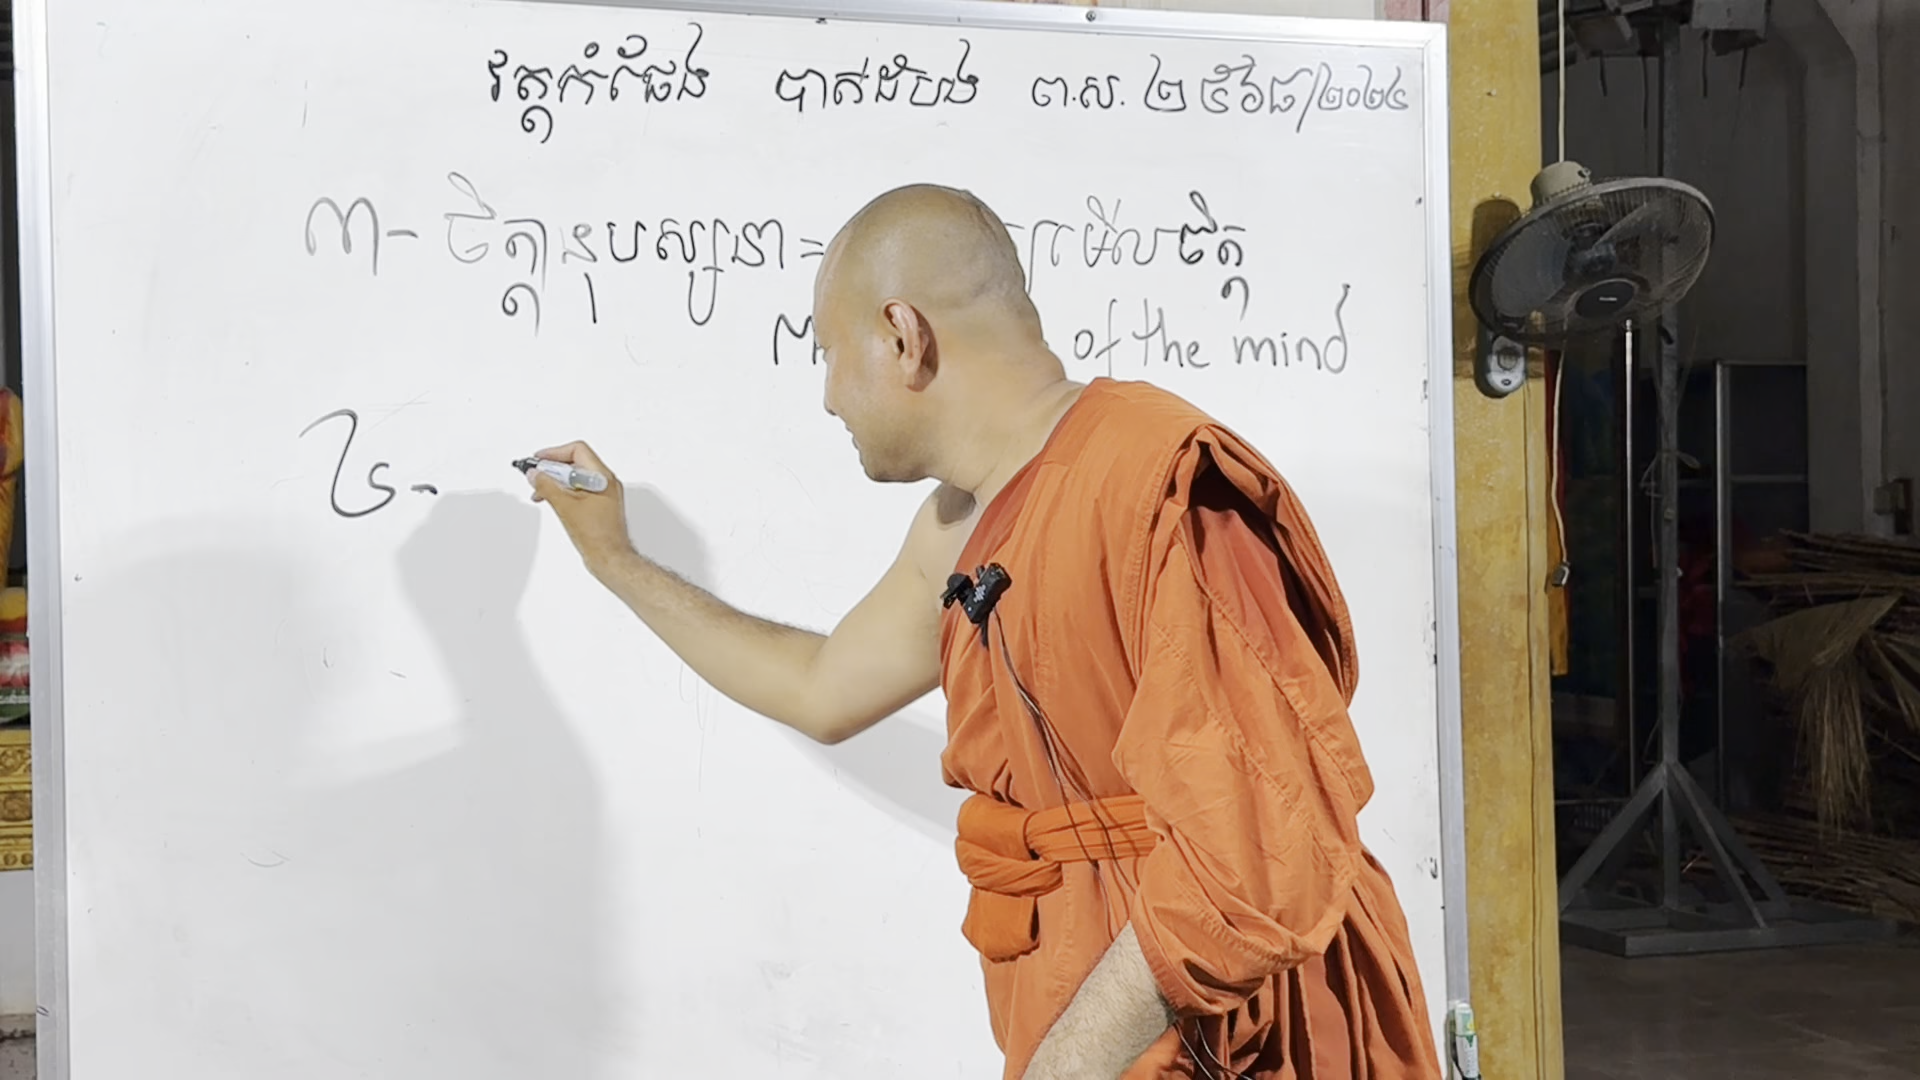 វត្តកំផែង បាត់ដំបង ព.ស. ២៥៦៨/២០២៤
៣- ចិត្តានុបស្សនា = មើលចិត្ត
M of the mind
៤-